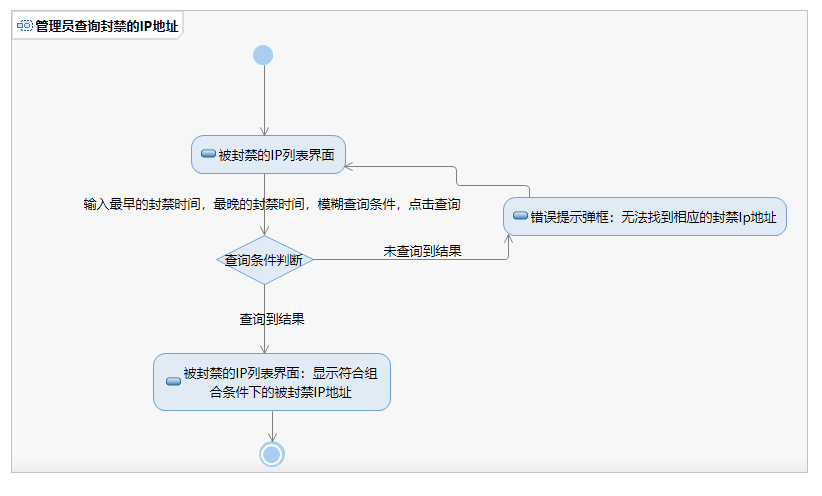 管理员查询封禁的IP地址
被封禁的IP列表界面
输入最早的封禁时间，最晚的封禁时间，模糊查询条件，点击查询
错误提示弹框：无法找到相应的封禁Ip地址
未查询到结果
查询条件判断
查询到结果
被封禁的IP列表界面：显示符合组
合条件下的被封禁IP地址